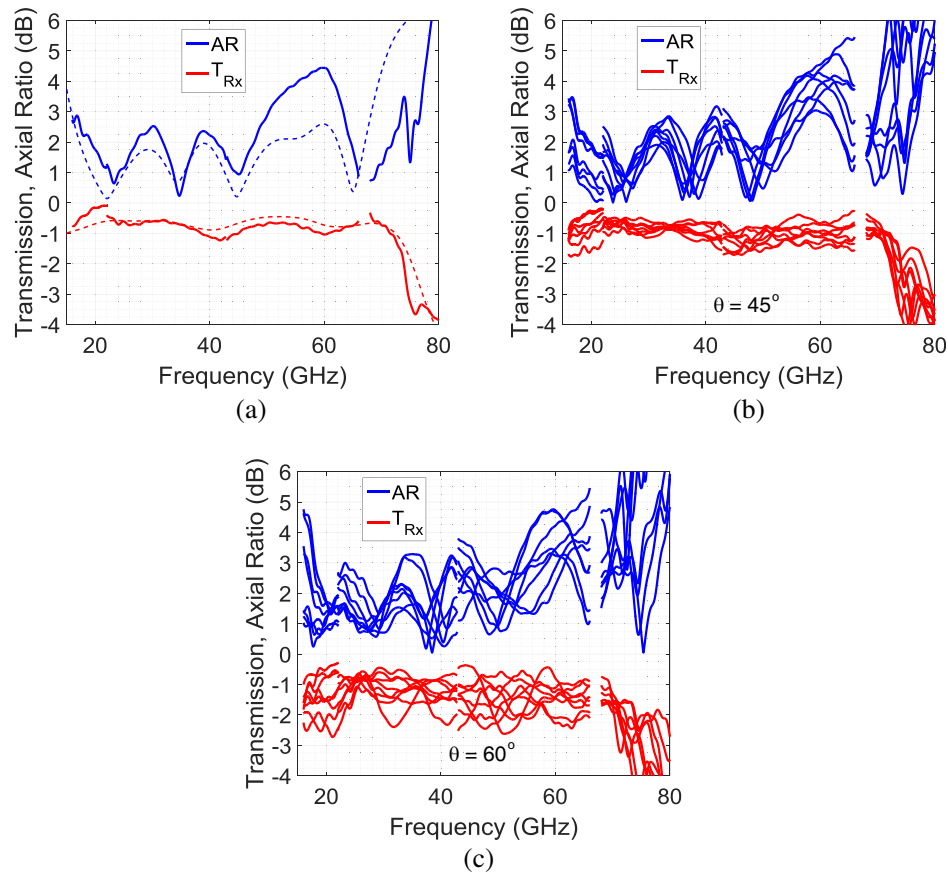 Transmission, Axial Ratio (dB)
6
5
4
3
2
1
0
-1
-2
-3
-4
AR
T_Rx
20 40 60 80
Frequency (GHz)
(a)
Transmission, Axial Ratio (dB)
6
5
4
3
2
1
0
-1
-2
-3
-4
AR
T_Rx
θ = 45°
20 40 60 80
Frequency (GHz)
(b)
Transmission, Axial Ratio (dB)
6
5
4
3
2
1
0
-1
-2
-3
-4
AR
T_Rx
θ = 60°
20 40 60 80
Frequency (GHz)
(c)